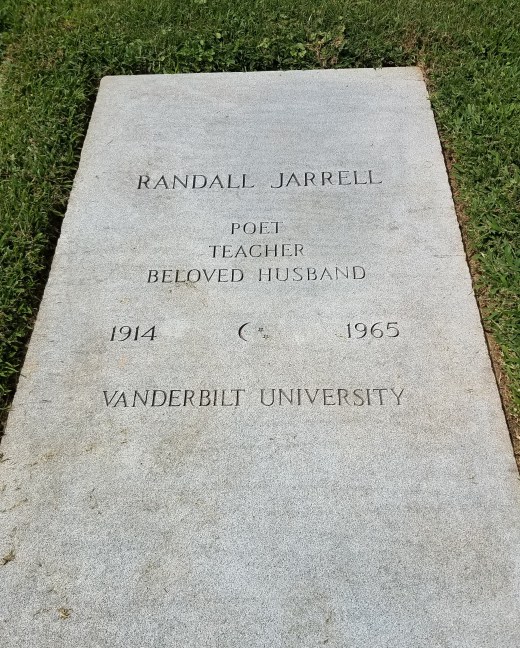 RANDALL JARRELL
POET
TEACHER
BELOVED HUSBAND
1914 1965
VANDERBILT UNIVERSITY